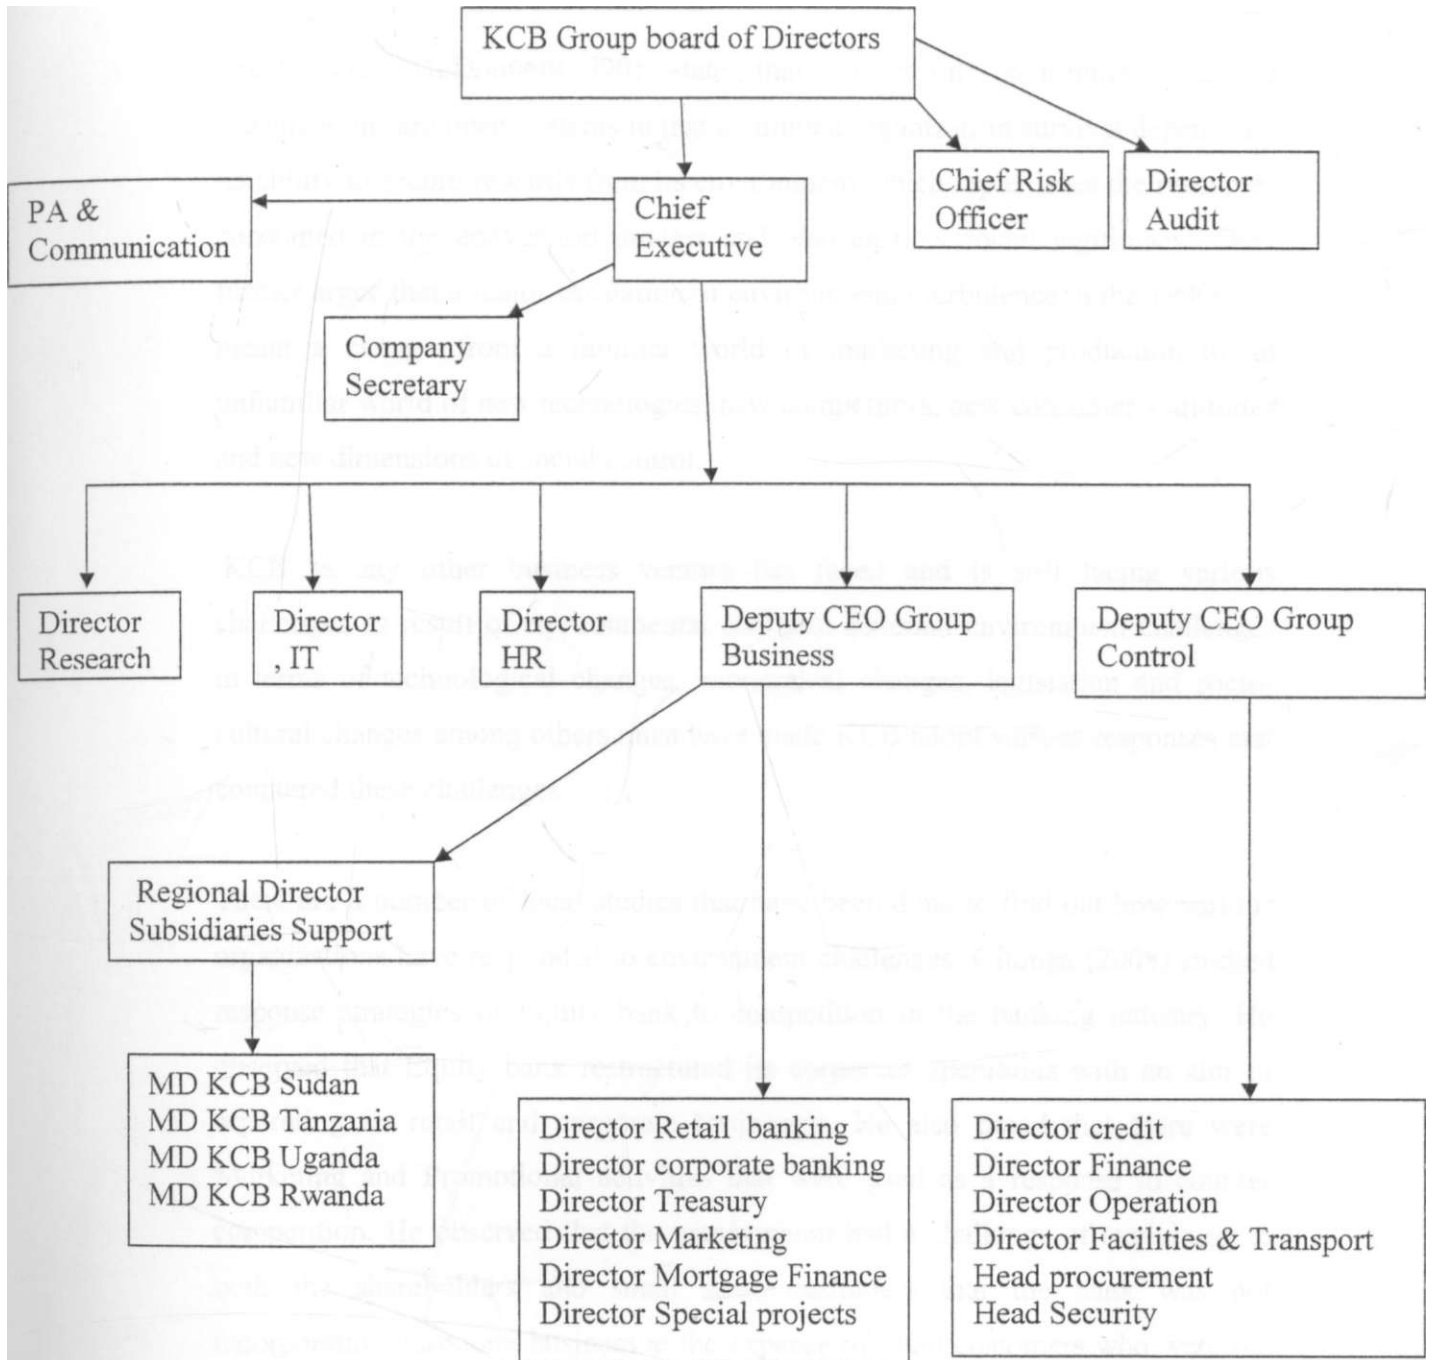 KCB Group board of Directors
Chief Risk
Officer
Director
Audit
PA &
Communication
Chief
Executive
Company
Secretary
Director
Research
Director
, IT
Director
HR
Deputy CEO Group
Business
Deputy CEO Group
Control
Regional Director
Subsidiaries Support
MD KCB Sudan
MD KCB Tanzania
MD KCB Uganda
MD KCB Rwanda
Director Retail banking
Director corporate banking
Director Treasury
Director Marketing
Director Mortgage Finance
Director Special projects
Director credit
Director Finance
Director Operation
Director Facilities & Transport
Head procurement
Head Security